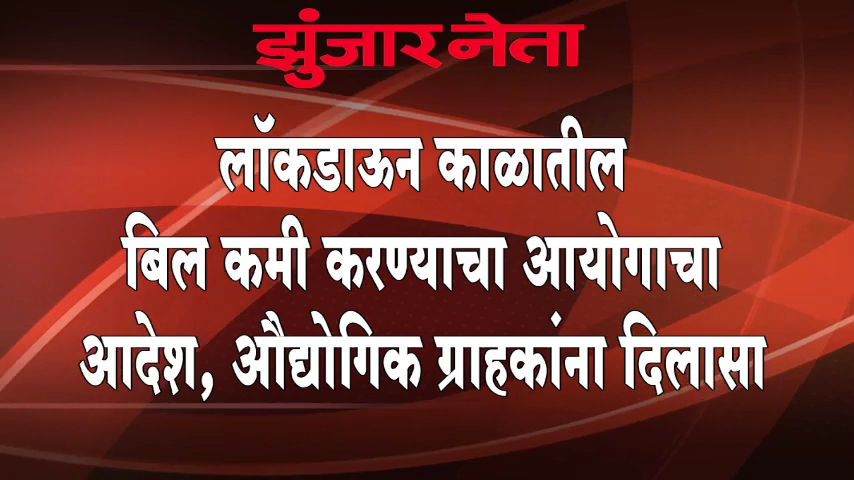 झुंजार नेता
लॉकडाऊन काळातील
बिल कमी करण्याचा आयोगाचा
आदेश, औद्योगिक ग्राहकांना दिलासा